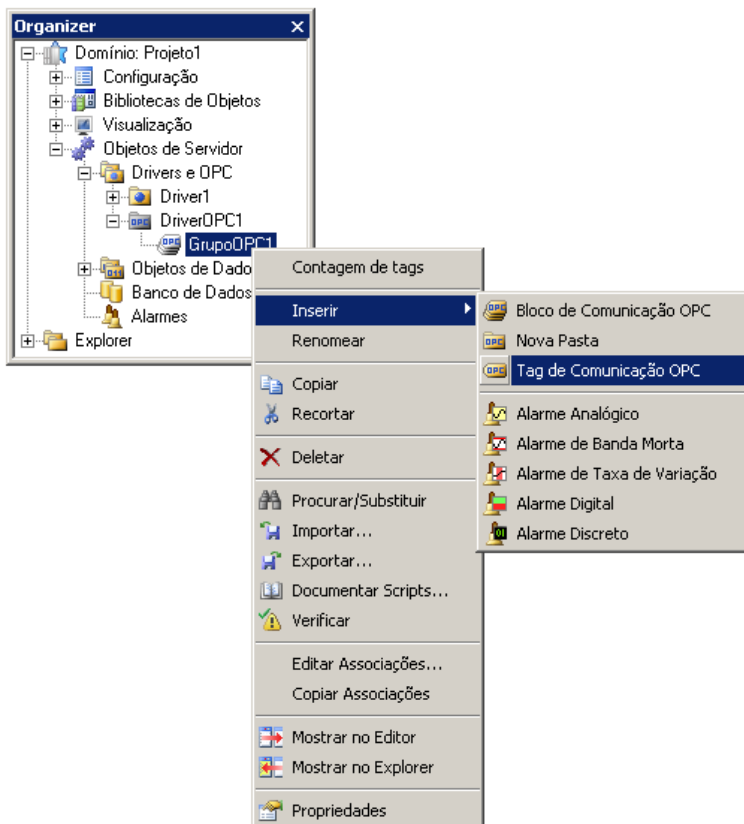 Organizer
Domínio: Projeto1
Configuração
Bibliotecas de Objetos
Visualização
Objetos de Servidor
Drivers e OPC
Driver1
DriverOPC1
GrupoOPC1
Objetos de Dado
Banco de Dados
Alarmes
Explorer
Contagem de tags
Inserir
Renomear
Copiar
Recortar
Deletar
Procurar/Substituir
Importar...
Exportar...
Documentar Scripts...
Verificar
Editar Associações...
Copiar Associações
Mostrar no Editor
Mostrar no Explorer
Propriedades
Bloco de Comunicação OPC
Nova Pasta
Tag de Comunicação OPC
Alarme Analógico
Alarme de Banda Morta
Alarme de Taxa de Variação
Alarme Digital
Alarme Discreto